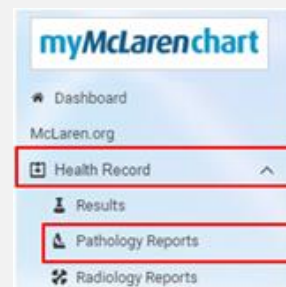 myMcLarenchart
Dashboard
McLaren.org
Health Record
Results
Pathology Reports
Radiology Reports